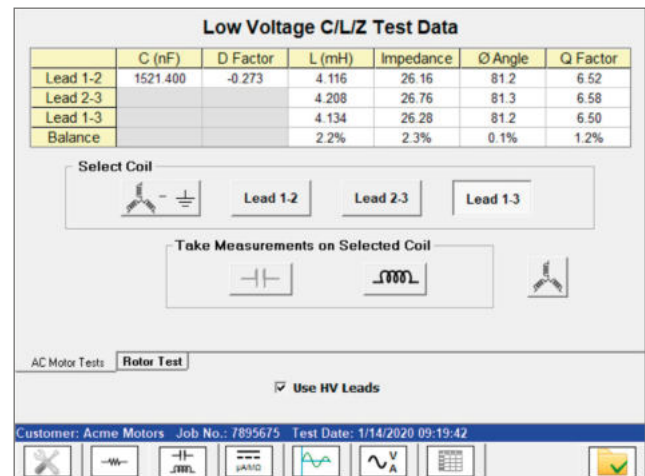 Low Voltage C/L/Z Test Data
C (nF) D Factor L (mH) Impedance Ø Angle Q Factor
Lead 1-2 1521.400 -0.273 4.116 26.16 81.2 6.52
Lead 2-3 4.208 26.76 81.3 6.58
Lead 1-3 4.134 26.28 81.2 6.50
Balance 2.2% 2.3% 0.1% 1.2%
Select Coil
Lead 1-2 Lead 2-3 Lead 1-3
Take Measurements on Selected Coil
AC Motor Tests Rotor Test
Use HV Leads
Customer: Acme Motors Job No.: 7895675 Test Date: 1/14/2020 09:19:42
V
μA/MΩ A